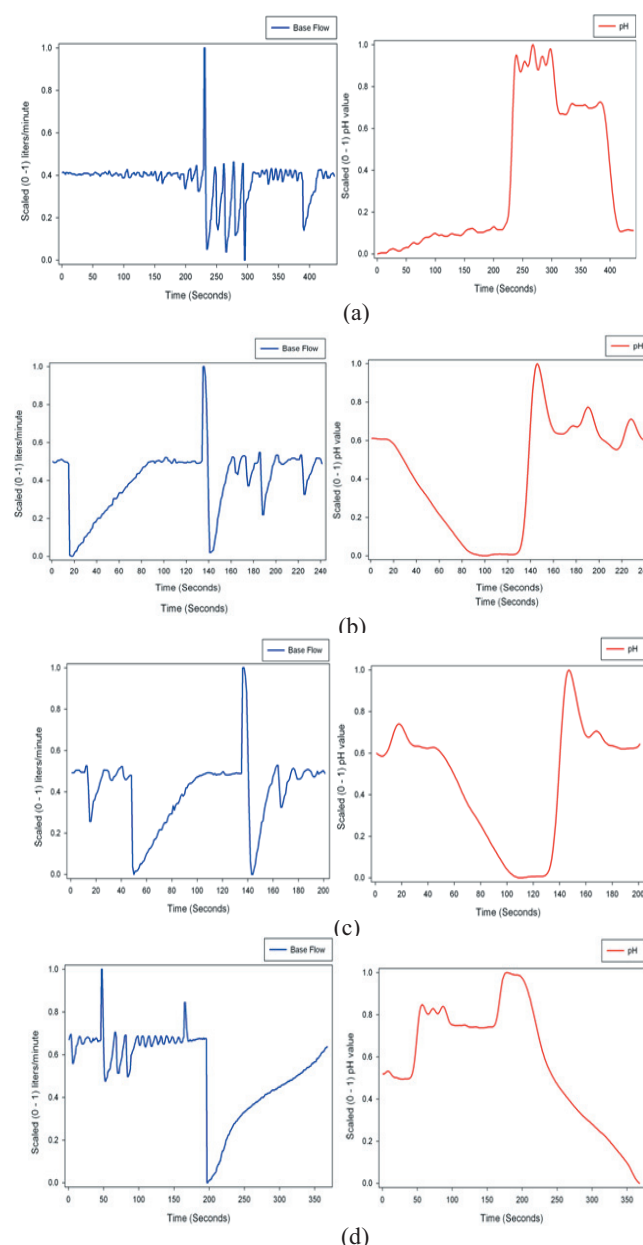 Base Flow
Scaled (0 -1) liters/minute
1.0
0.8
0.6
0.4
0.2
0.0
0 50 100 150 200 250 300 350 400
Time (Seconds)
pH
Scaled (0 - 1) pH value
1.0
0.8
0.6
0.4
0.2
0.0
0 50 100 150 200 250 300 350 400
Time (Seconds)
(a)
Base Flow
Scaled (0 -1) liters/minute
1.0
0.8
0.6
0.4
0.2
0.0
0 20 40 60 80 100 120 140 160 180 200 220 240
Time (Seconds)
Time (Seconds)
pH
Scaled (0 - 1) pH value
1.0
0.8
0.6
0.4
0.2
0.0
0 20 40 60 80 100 120 140 160 180 200 220
Time (Seconds)
Time (Seconds)
(b)
Base Flow
Scaled (0 -1) liters/minute
1.0
0.8
0.6
0.4
0.2
0.0
0 20 40 60 80 100 120 140 160 180 200
Time (Seconds)
pH
Scaled (0 - 1) pH value
1.0
0.8
0.6
0.4
0.2
0.0
0 20 40 60 80 100 120 140 160 180 200
Time (Seconds)
(c)
Base Flow
Scaled (0 -1) liters/minute
1.0
0.8
0.6
0.4
0.2
0.0
0 50 100 150 200 250 300 350
Time (Seconds)
pH
Scaled (0 - 1) pH value
1.0
0.8
0.6
0.4
0.2
0.0
0 50 100 150 200 250 300 350
Time (Seconds)
(d)